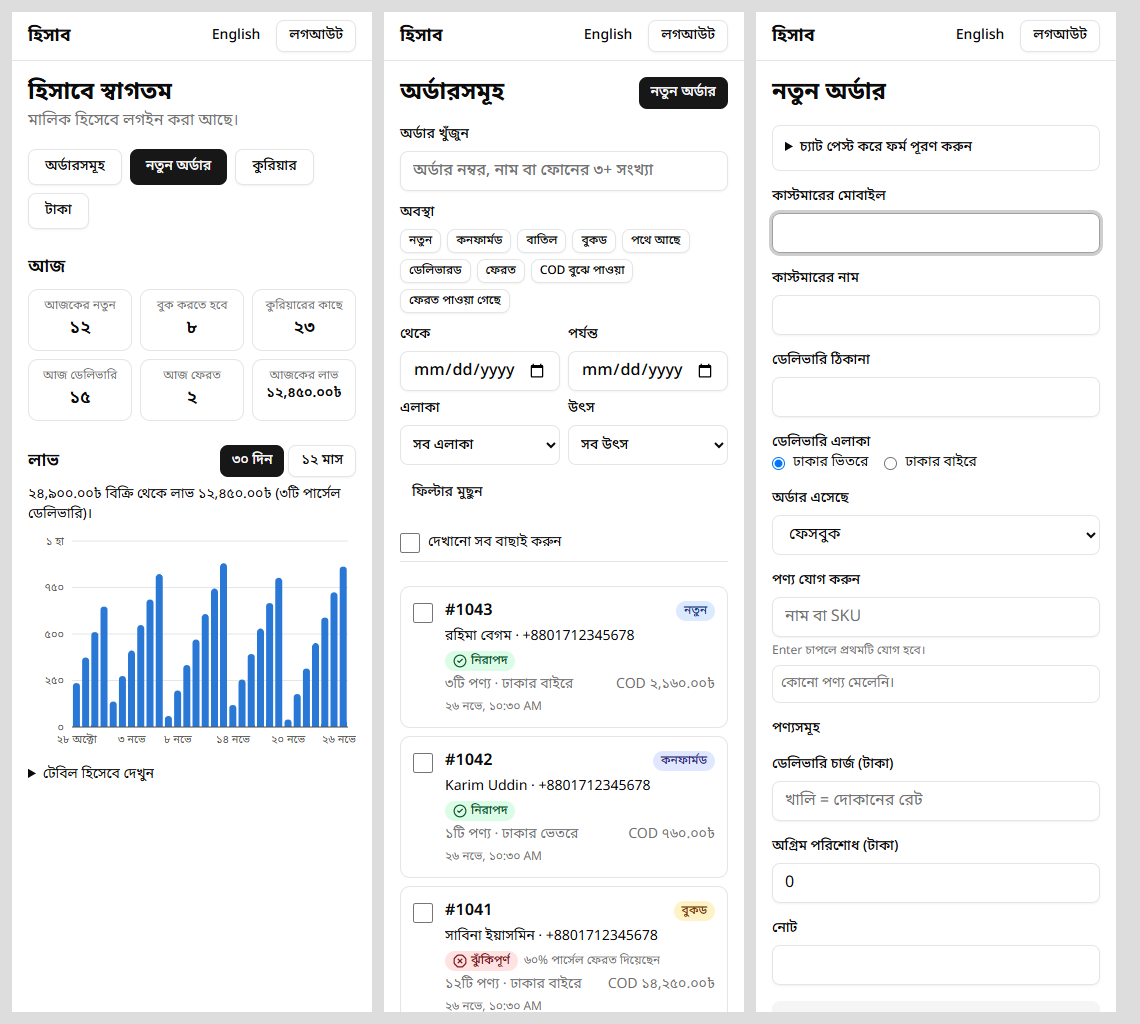 হিসাব
English
লগআউট
হিসাবে স্বাগতম
মালিক হিসেবে লগইন করা আছে।
অর্ডারসমূহ
নতুন অর্ডার
কুরিয়ার
টাকা
আজ
আজকের নতুন
১২
বুক করতে হবে
৮
কুরিয়ারের কাছে
২৩
আজ ডেলিভারি
১৫
আজ ফেরত
২
আজকের লাভ
১২,৪৫০.০০৳
লাভ
৩০ দিন
১২ মাস
২৪,৯০০.০০৳ বিক্রি থেকে লাভ ১২,৪৫০.০০৳ (৩টি পার্সেল
ডেলিভারি)।
১ হা
৭৫০
৫০০
২৫০
০
২৮ অক্টো
৩ নভে
৮ নভে
১৪ নভে
২০ নভে
২৬ নভে
টেবিল হিসেবে দেখুন
হিসাব
English
লগআউট
অর্ডারসমূহ
নতুন অর্ডার
অর্ডার খুঁজুন
অর্ডার নম্বর, নাম বা ফোনের ৩+ সংখ্যা
অবস্থা
নতুন
কনফার্মড
বাতিল
বুকড
পথে আছে
ডেলিভারড
ফেরত
COD বুঝে পাওয়া
ফেরত পাওয়া গেছে
থেকে
পর্যন্ত
mm/dd/yyyy
mm/dd/yyyy
এলাকা
উৎস
সব এলাকা
সব উৎস
ফিল্টার মুছুন
দেখানো সব বাছাই করুন
#1043
নতুন
রহিমা বেগম · +8801712345678
নিরাপদ
৩টি পণ্য · ঢাকার বাইরে
COD ২,১৬০.০০৳
২৬ নভে, ১০:৩০ AM
#1042
কনফার্মড
Karim Uddin · +8801712345678
নিরাপদ
১টি পণ্য · ঢাকার ভেতরে
COD ৭৬০.০০৳
২৬ নভে, ১০:৩০ AM
#1041
বুকড
সাবিনা ইয়াসমিন · +8801712345678
ঝুঁকিপূর্ণ
৬০% পার্সেল ফেরত দিয়েছেন
১২টি পণ্য · ঢাকার বাইরে
COD ১৪,২৫০.০০৳
২৬ নভে, ১০:৩০ AM
হিসাব
English
লগআউট
নতুন অর্ডার
চ্যাট পেস্ট করে ফর্ম পূরণ করুন
কাস্টমারের মোবাইল
কাস্টমারের নাম
ডেলিভারি ঠিকানা
ডেলিভারি এলাকা
ঢাকার ভিতরে
ঢাকার বাইরে
অর্ডার এসেছে
ফেসবুক
পণ্য যোগ করুন
নাম বা SKU
Enter চাপলে প্রথমটি যোগ হবে।
কোনো পণ্য মেলেনি।
পণ্যসমূহ
ডেলিভারি চার্জ (টাকা)
খালি = দোকানের রেট
অগ্রিম পরিশোধ (টাকা)
0
নোট